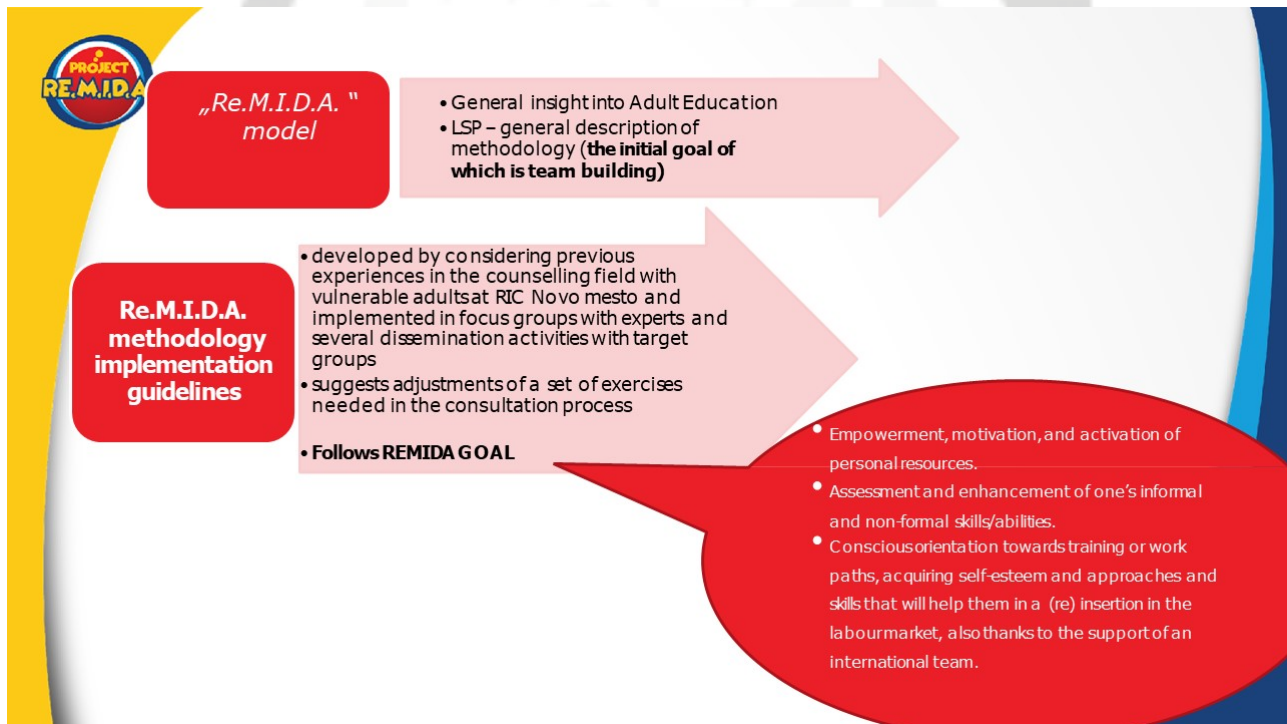 PROJECT
RE.M.I.D.A
„Re.M.I.D.A. “
model
• General insight into Adult Education
• LSP – general description of
methodology (the initial goal of
which is team building)
Re.M.I.D.A.
methodology
implementation
guidelines
• developed by considering previous
experiences in the counselling field with
vulnerable adults at RIC Novo mesto and
implemented in focus groups with experts and
several dissemination activities with target
groups
• suggests adjustments of a set of exercises
needed in the consultation process
• Follows REMIDA GOAL
• Empowerment, motivation, and activation of
personal resources.
• Assessment and enhancement of one’s informal
and non-formal skills/abilities.
• Conscious orientation towards training or work
paths, acquiring self-esteem and approaches and
skills that will help them in a (re) insertion in the
labour market, also thanks to the support of an
international team.